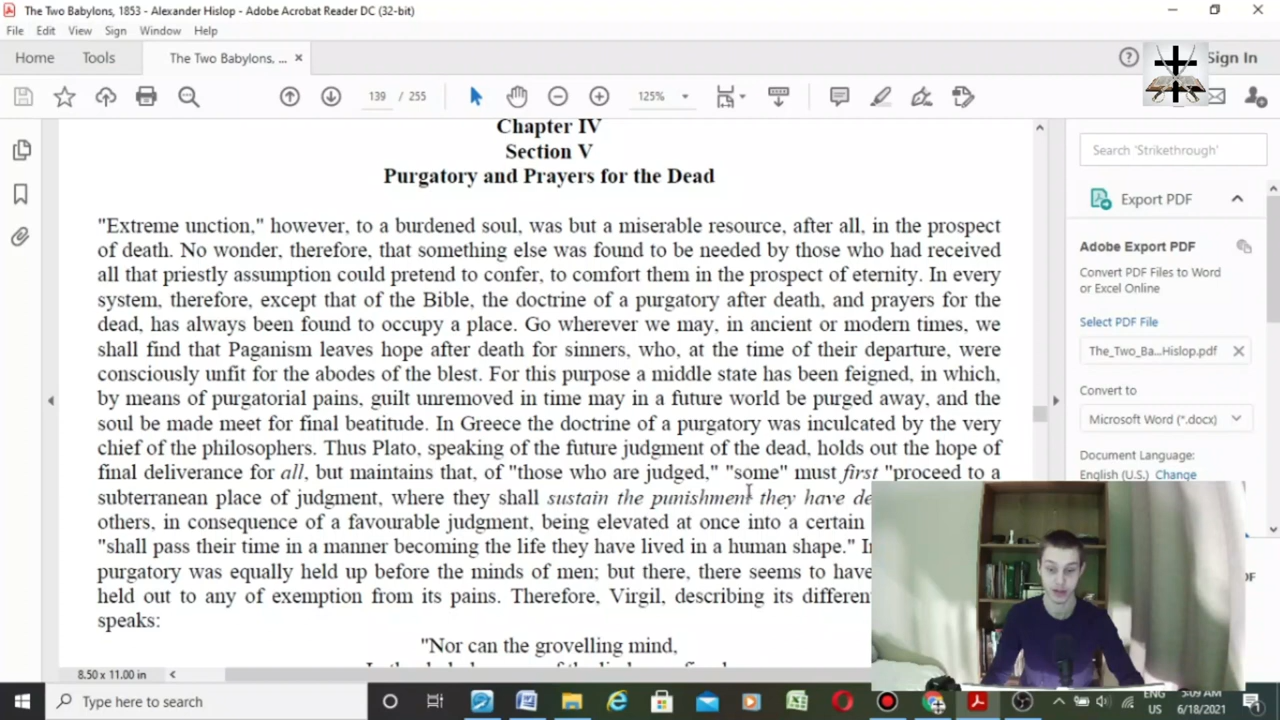 The Two Babylons, 1853 - Alexander Hislop - Adobe Acrobat Reader DC (32-bit)
File Edit View Sign Window Help
Home Tools The Two Babylons, ... ×
Sign In
139 / 255 125%
Chapter IV
Section V
Purgatory and Prayers for the Dead
"Extreme unction," however, to a burdened soul, was but a miserable resource, after all, in the prospect
of death. No wonder, therefore, that something else was found to be needed by those who had received
all that priestly assumption could pretend to confer, to comfort them in the prospect of eternity. In every
system, therefore, except that of the Bible, the doctrine of a purgatory after death, and prayers for the
dead, has always been found to occupy a place. Go wherever we may, in ancient or modern times, we
shall find that Paganism leaves hope after death for sinners, who, at the time of their departure, were
consciously unfit for the abodes of the blest. For this purpose a middle state has been feigned, in which,
by means of purgatorial pains, guilt unremoved in time may in a future world be purged away, and the
soul be made meet for final beatitude. In Greece the doctrine of a purgatory was inculcated by the very
chief of the philosophers. Thus Plato, speaking of the future judgment of the dead, holds out the hope of
final deliverance for all, but maintains that, of "those who are judged," "some" must first "proceed to a
subterranean place of judgment, where they shall sustain the punishment they have
others, in consequence of a favourable judgment, being elevated at once into a certain
"shall pass their time in a manner becoming the life they have lived in a human shape."
purgatory was equally held up before the minds of men; but there, there seems to have
held out to any of exemption from its pains. Therefore, Virgil, describing its
speaks:
"Nor can the grovelling mind,
8.50 x 11.00 in
Search 'Strikethrough'
Export PDF
Adobe Export PDF
Convert PDF Files to Word
or Excel Online
Select PDF File
The_Two_Ba...Hislop.pdf
Convert to
Microsoft Word (*.docx)
Document Language:
English (U.S.) Change
Type here to search
ENG
US
5:09 AM
6/18/2021